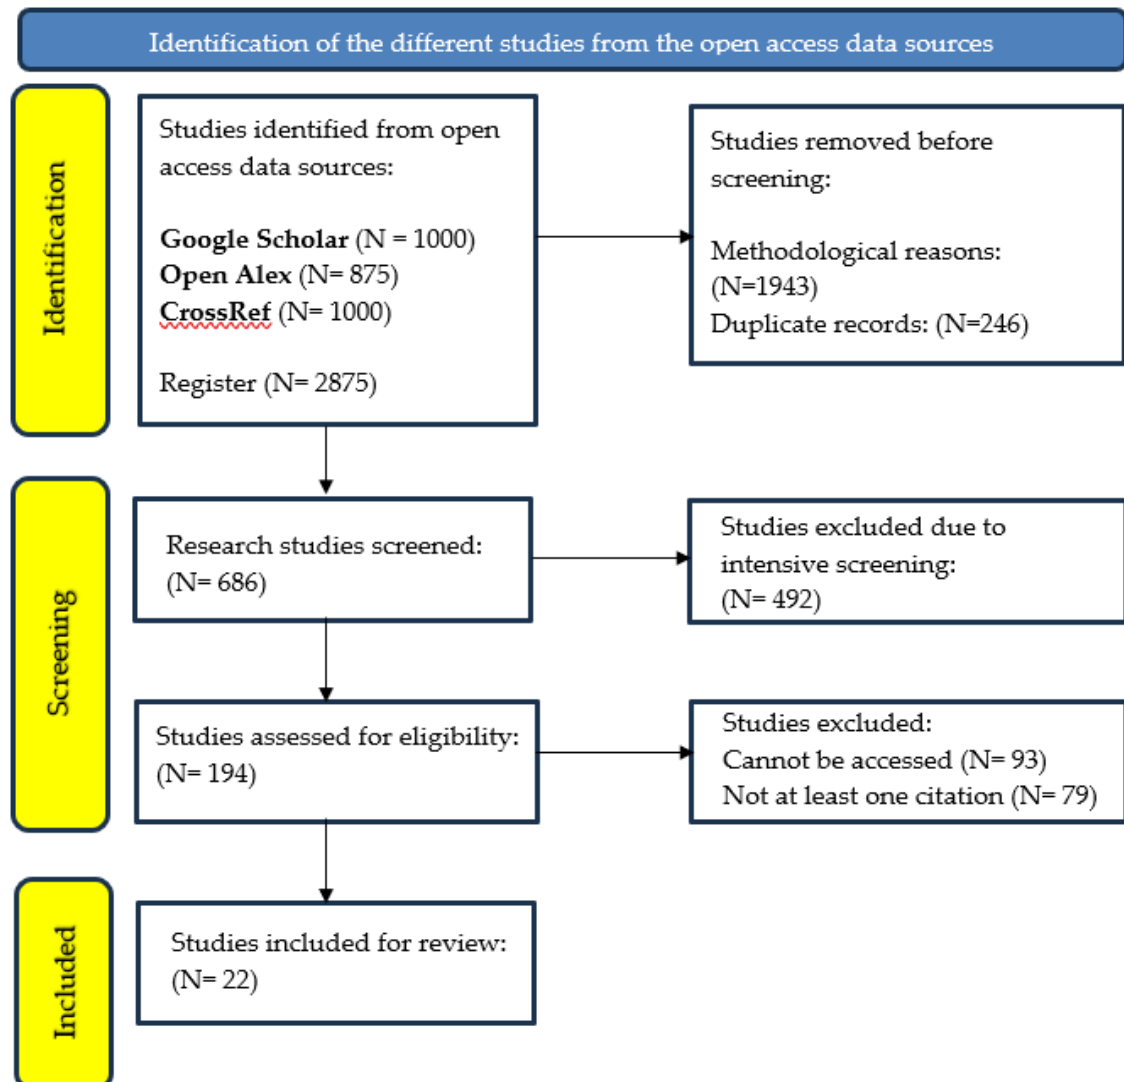 Identification of the different studies from the open access data sources
Identification
Studies identified from open
access data sources:
Google Scholar (N = 1000)
Open Alex (N= 875)
CrossRef (N= 1000)
Register (N= 2875)
Studies removed before
screening:
Methodological reasons:
(N=1943)
Duplicate records: (N=246)
Screening
Research studies screened:
(N= 686)
Studies excluded due to
intensive screening:
(N= 492)
Studies assessed for eligibility:
(N= 194)
Studies excluded:
Cannot be accessed (N= 93)
Not at least one citation (N= 79)
Included
Studies included for review:
(N= 22)